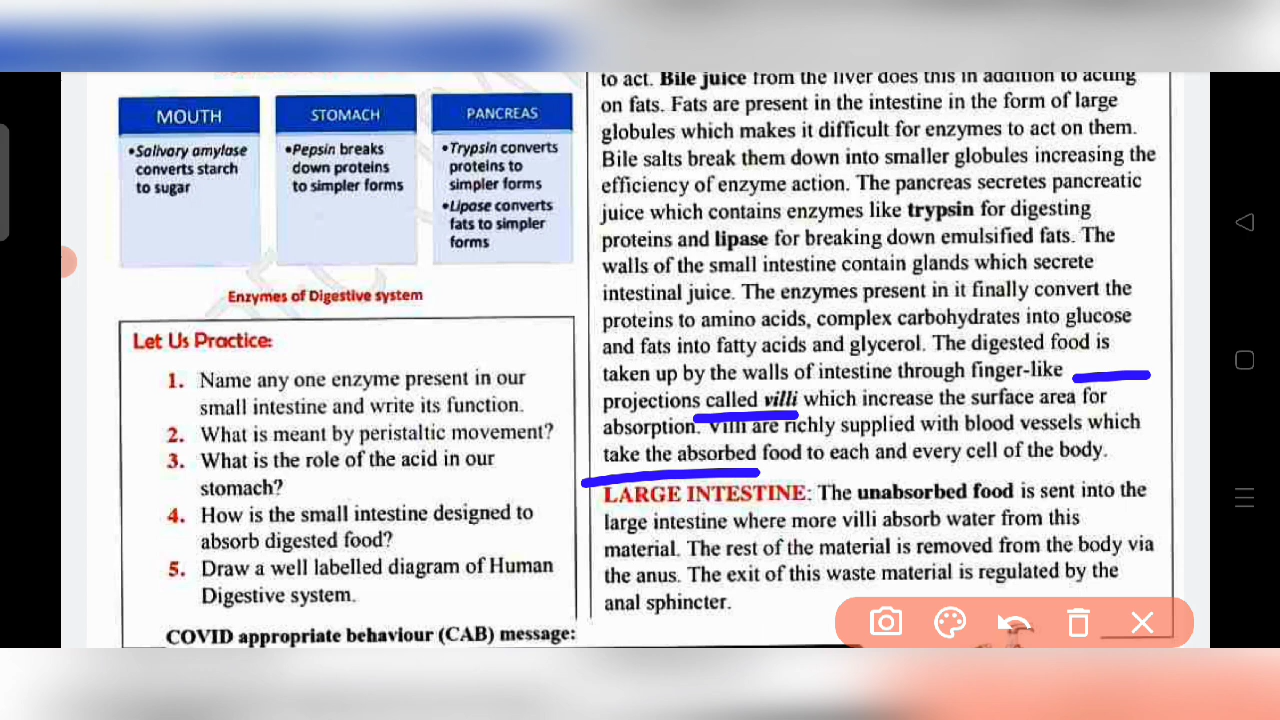 MOUTH
•Salivary amylase
converts starch
to sugar
STOMACH
•Pepsin breaks
down proteins
to simpler forms
PANCREAS
•Trypsin converts
proteins to
simpler forms
•Lipase converts
fats to simpler
forms
Enzymes of Digestive system
Let Us Practice:
1. Name any one enzyme present in our
small intestine and write its function.
2. What is meant by peristaltic movement?
3. What is the role of the acid in our
stomach?
4. How is the small intestine designed to
absorb digested food?
5. Draw a well labelled diagram of Human
Digestive system.
COVID appropriate behaviour (CAB) message:
to act. Bile juice from the liver does this in addition to acting
on fats. Fats are present in the intestine in the form of large
globules which makes it difficult for enzymes to act on them.
Bile salts break them down into smaller globules increasing the
efficiency of enzyme action. The pancreas secretes pancreatic
juice which contains enzymes like trypsin for digesting
proteins and lipase for breaking down emulsified fats. The
walls of the small intestine contain glands which secrete
intestinal juice. The enzymes present in it finally convert the
proteins to amino acids, complex carbohydrates into glucose
and fats into fatty acids and glycerol. The digested food is
taken up by the walls of intestine through finger-like
projections called villi which increase the surface area for
absorption. Villi are richly supplied with blood vessels which
take the absorbed food to each and every cell of the body.
LARGE INTESTINE: The unabsorbed food is sent into the
large intestine where more villi absorb water from this
material. The rest of the material is removed from the body via
the anus. The exit of this waste material is regulated by the
anal sphincter.